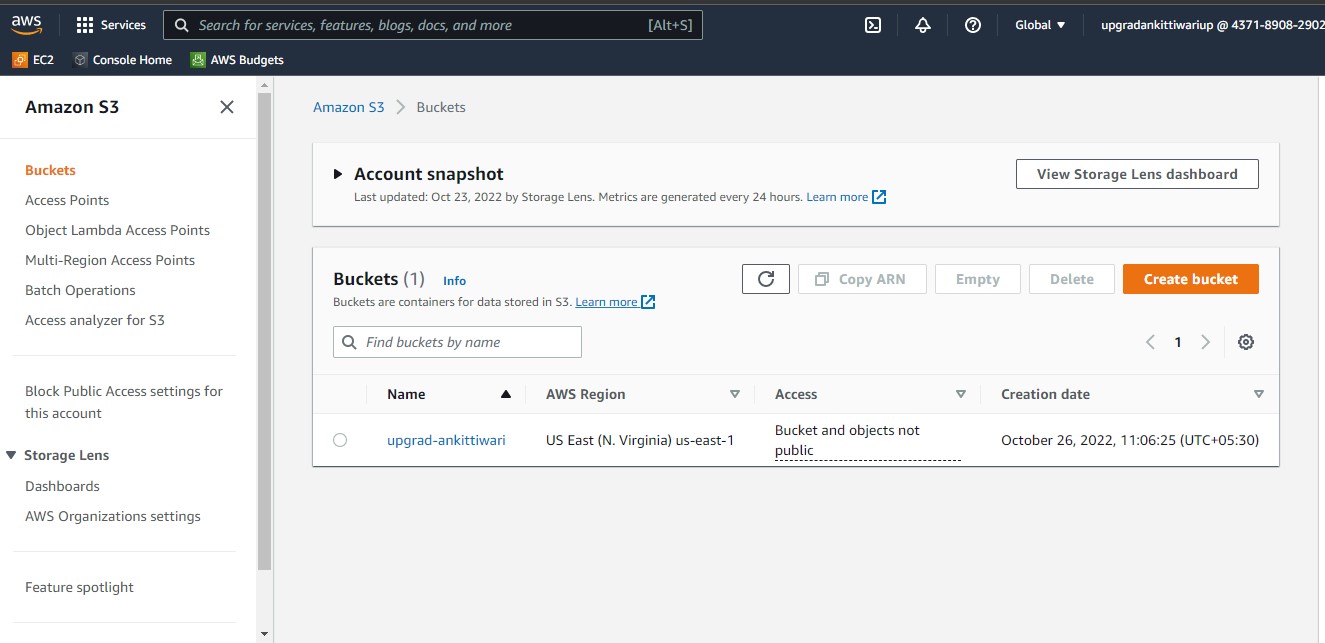 aws
Services
Search for services, features, blogs, docs, and more
[Alt+S]
Global
upgradankittiwariup @ 4371-8908-2902
EC2
Console Home
AWS Budgets
Amazon S3
Buckets
Access Points
Object Lambda Access Points
Multi-Region Access Points
Batch Operations
Access analyzer for S3
Block Public Access settings for
this account
Storage Lens
Dashboards
AWS Organizations settings
Feature spotlight
Amazon S3 > Buckets
Account snapshot
Last updated: Oct 23, 2022 by Storage Lens. Metrics are generated every 24 hours. Learn more
View Storage Lens dashboard
Buckets (1) Info
Buckets are containers for data stored in S3. Learn more
Copy ARN
Empty
Delete
Create bucket
Find buckets by name
1
Name
AWS Region
Access
Creation date
upgrad-ankittiwari
US East (N. Virginia) us-east-1
Bucket and objects not
public
October 26, 2022, 11:06:25 (UTC+05:30)